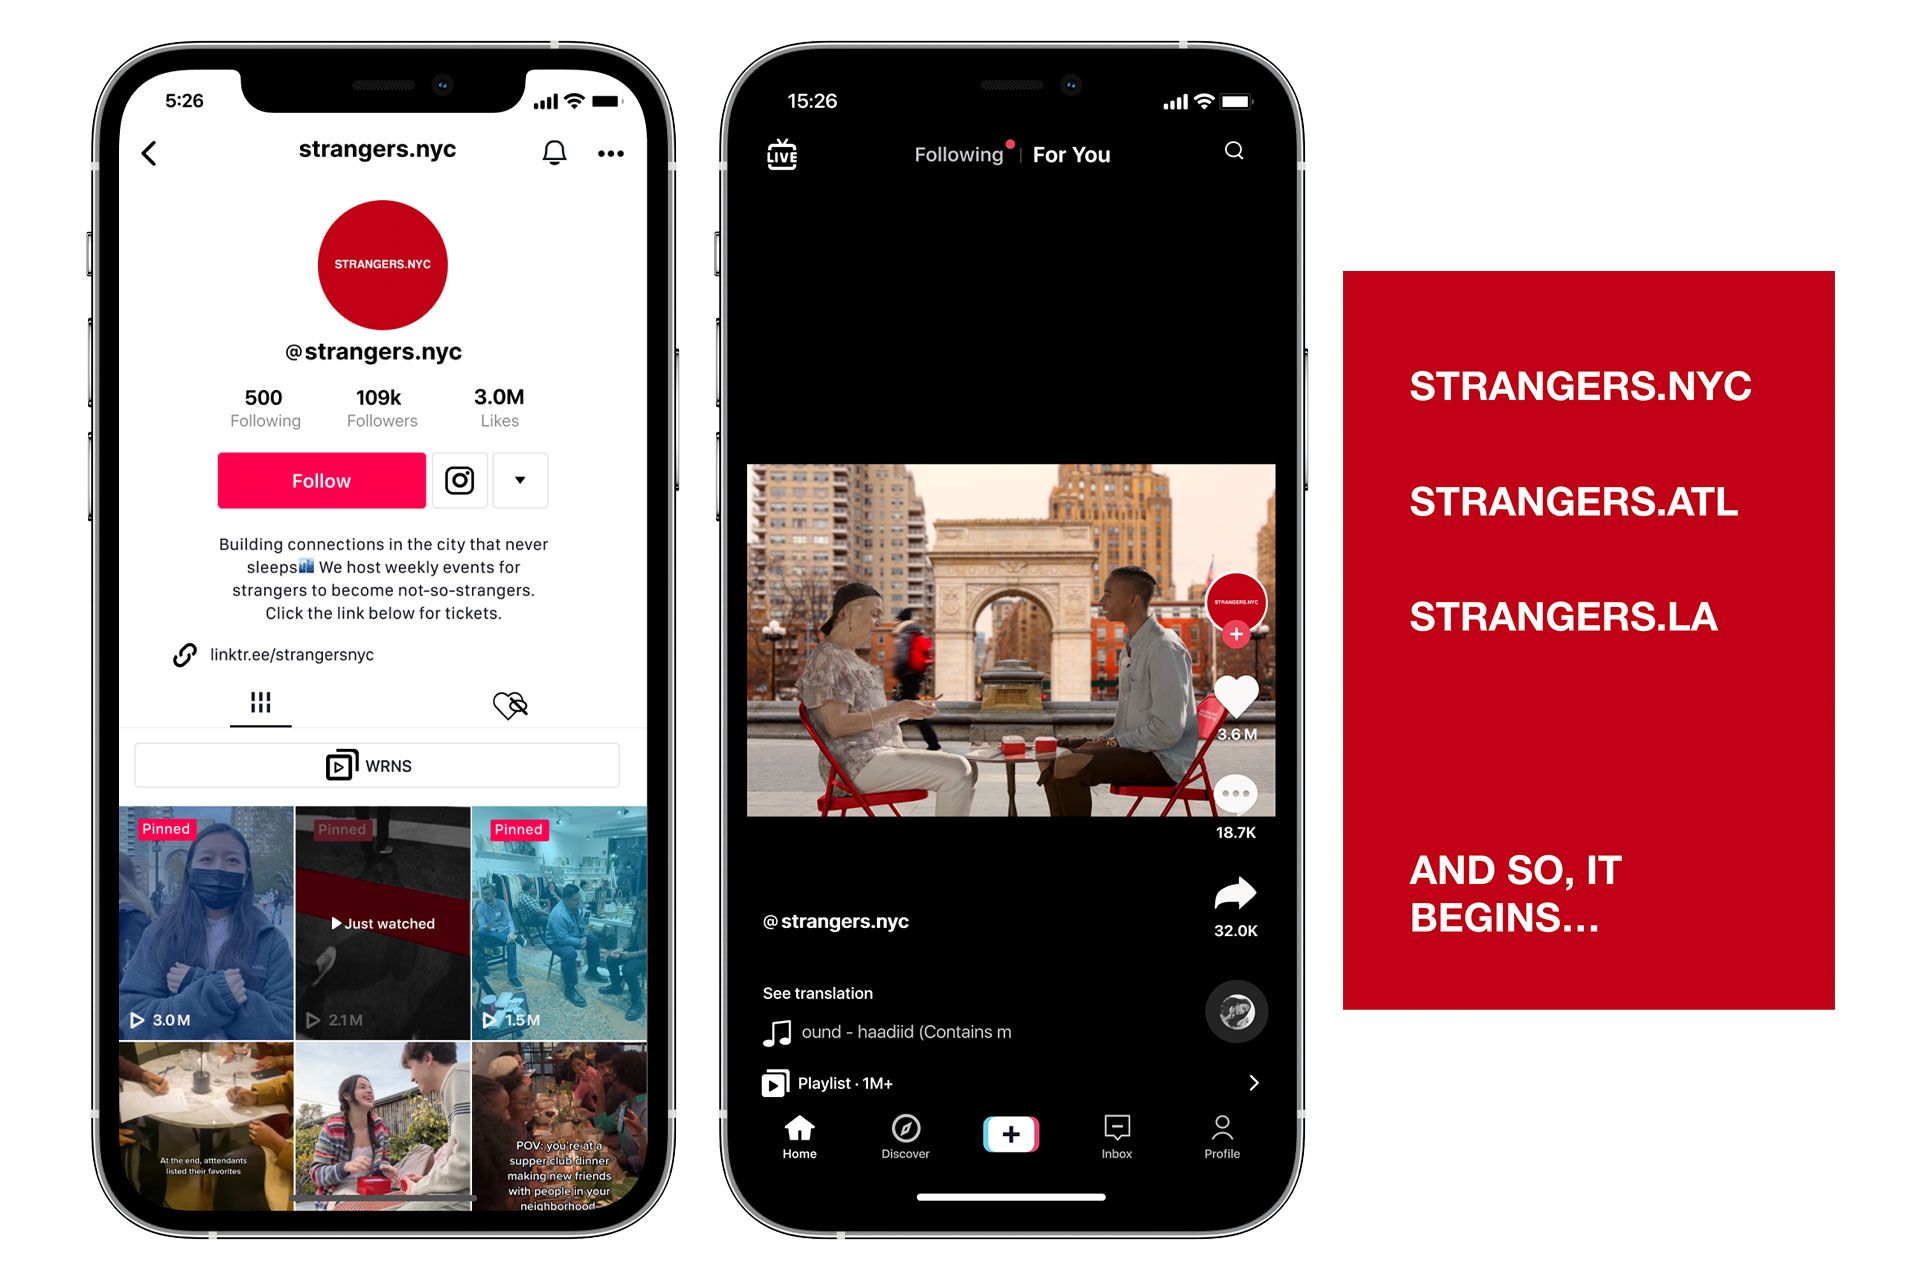 5:26
strangers.nyc
STRANGERS.NYC
@strangers.nyc
500
109k
3.0M
Following
Followers
Likes
Follow
Building connections in the city that never
sleeps🏙️ We host weekly events for
strangers to become not-so-strangers.
Click the link below for tickets.
linktr.ee/strangersnyc
WRNS
Pinned
Pinned
Pinned
Just watched
3.0M
2.1M
1.5M
At the end, atttendants
listed their favorites
POV: you're at a
supper club dinner
making new friends
with people in your
neighborhood
15:26
LIVE
Following
For You
STRANGERS.NYC
3.6 M
18.7K
32.0K
@strangers.nyc
See translation
ound - haadiid (Contains m
Playlist · 1M+
Home
Discover
Inbox
Profile
STRANGERS.NYC
STRANGERS.ATL
STRANGERS.LA
AND SO, IT
BEGINS...